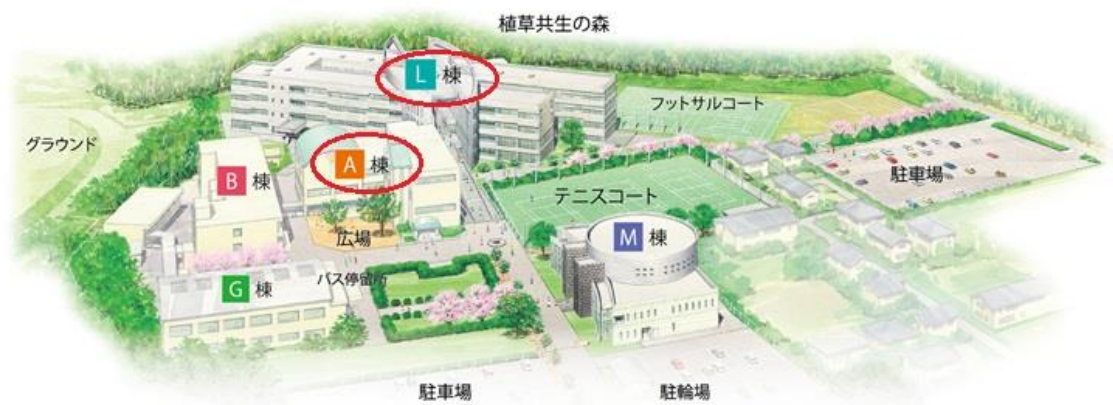 植草共生の森
L 棟
フットサルコート
グラウンド
A 棟
B 棟
駐車場
テニスコート
M 棟
広場
バス停留所
G 棟
駐車場
駐輪場